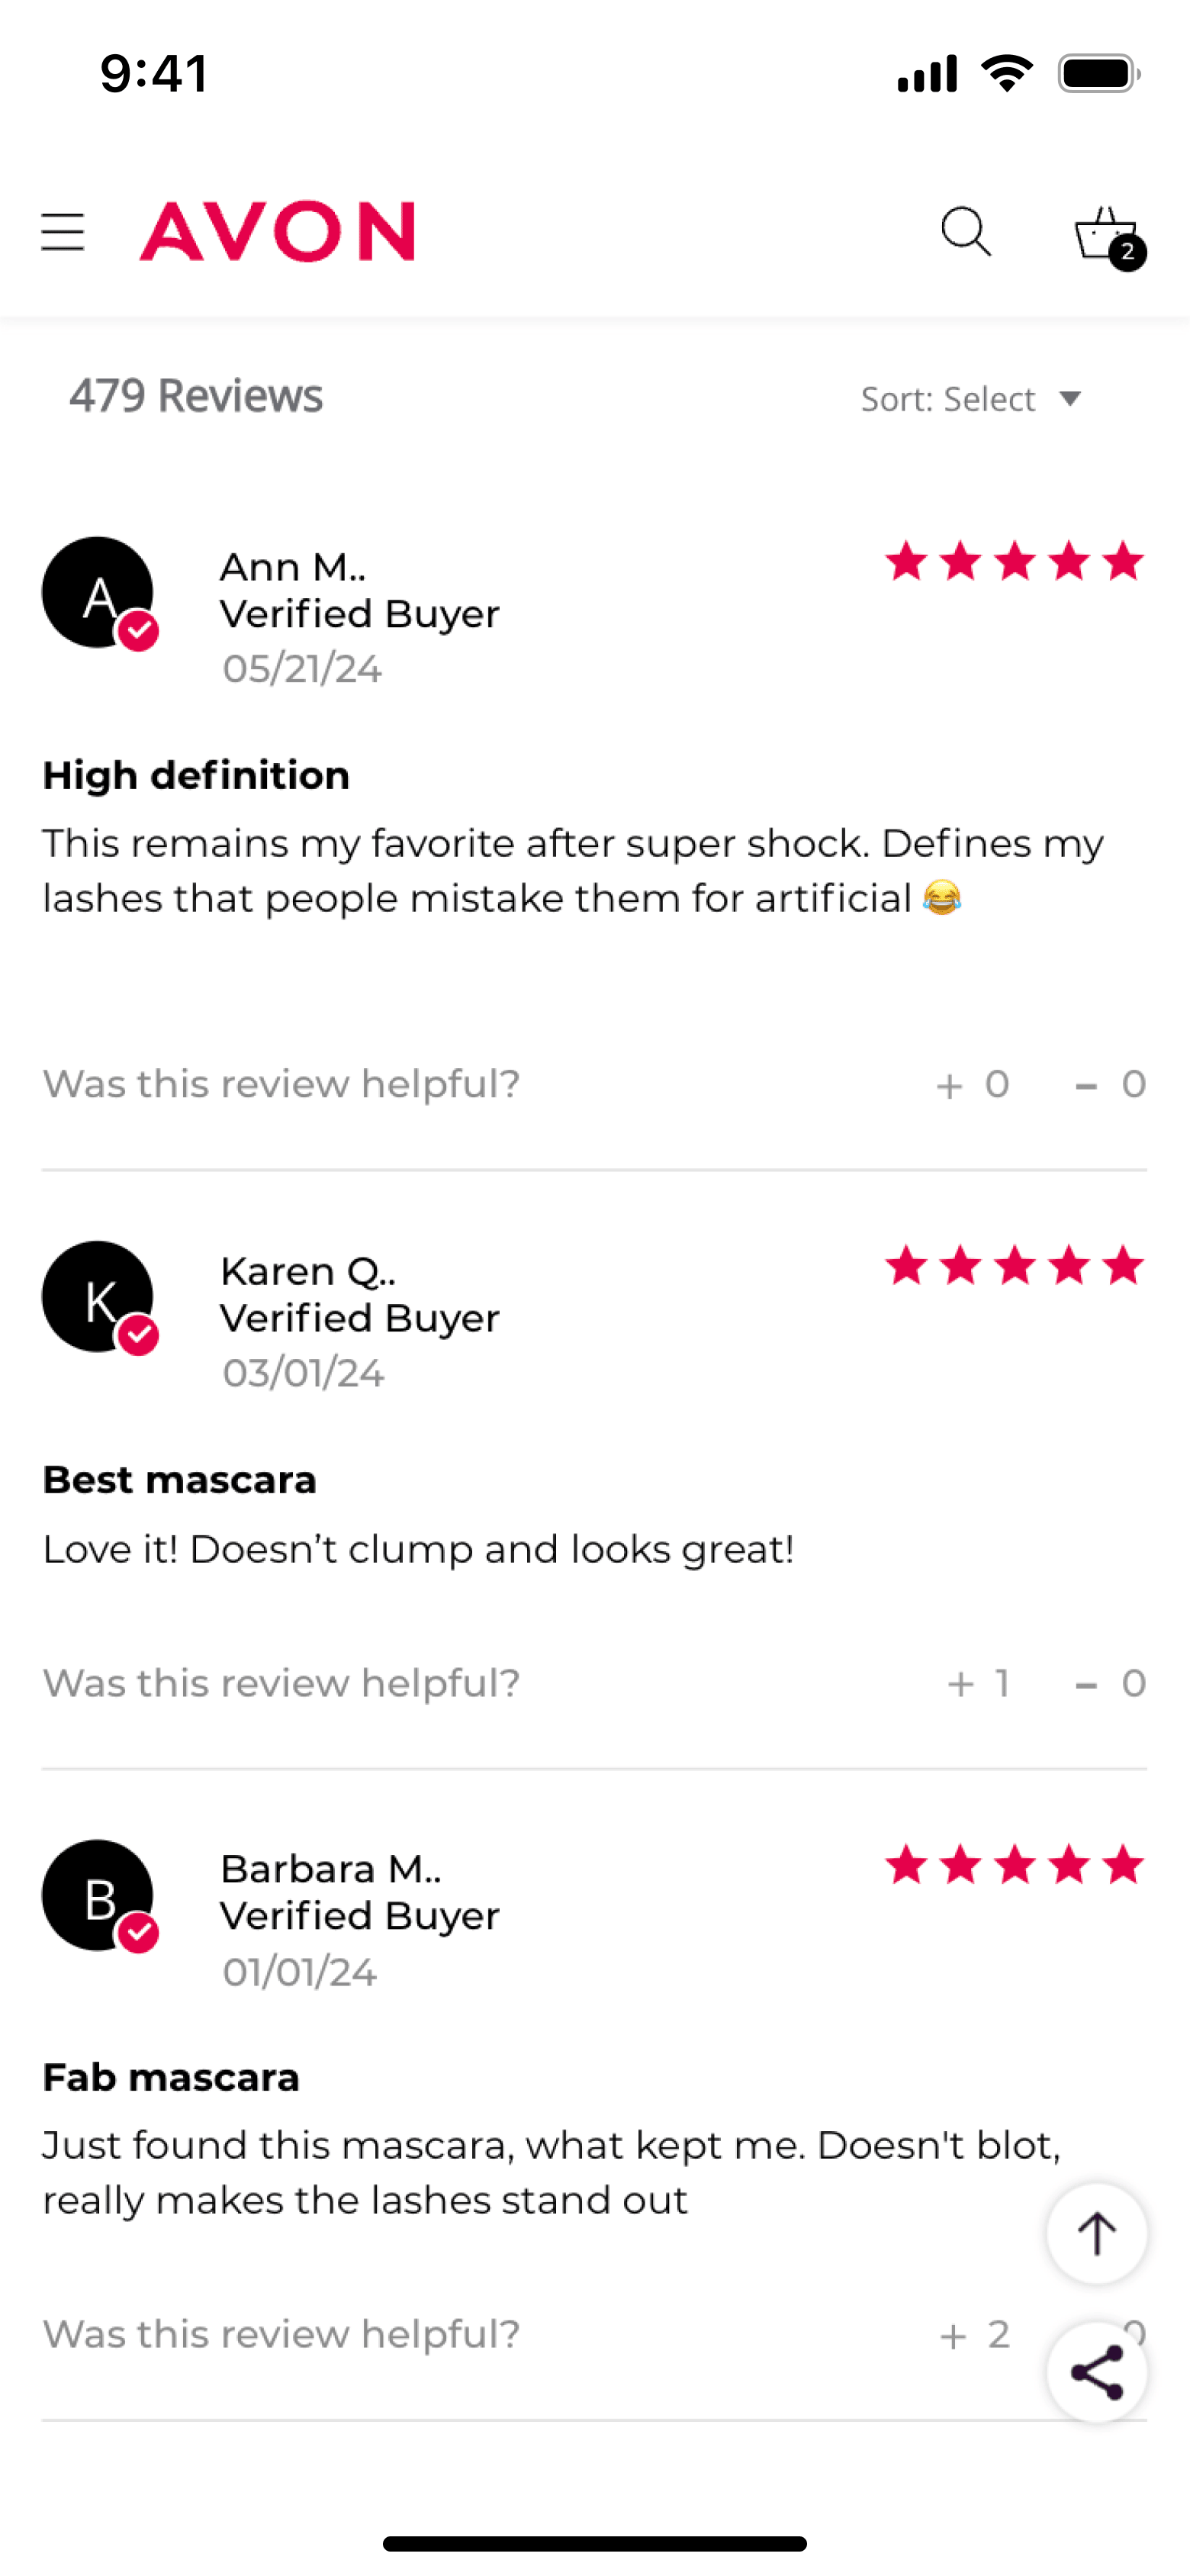 9:41
AVON
2
479 Reviews
Sort: Select
A
Ann M..
Verified Buyer
05/21/24
High definition
This remains my favorite after super shock. Defines my
lashes that people mistake them for artificial 😂
Was this review helpful?
+ 0 - 0
K
Karen Q..
Verified Buyer
03/01/24
Best mascara
Love it! Doesn’t clump and looks great!
Was this review helpful?
+ 1 - 0
B
Barbara M..
Verified Buyer
01/01/24
Fab mascara
Just found this mascara, what kept me. Doesn't blot,
really makes the lashes stand out
Was this review helpful?
+ 2 0